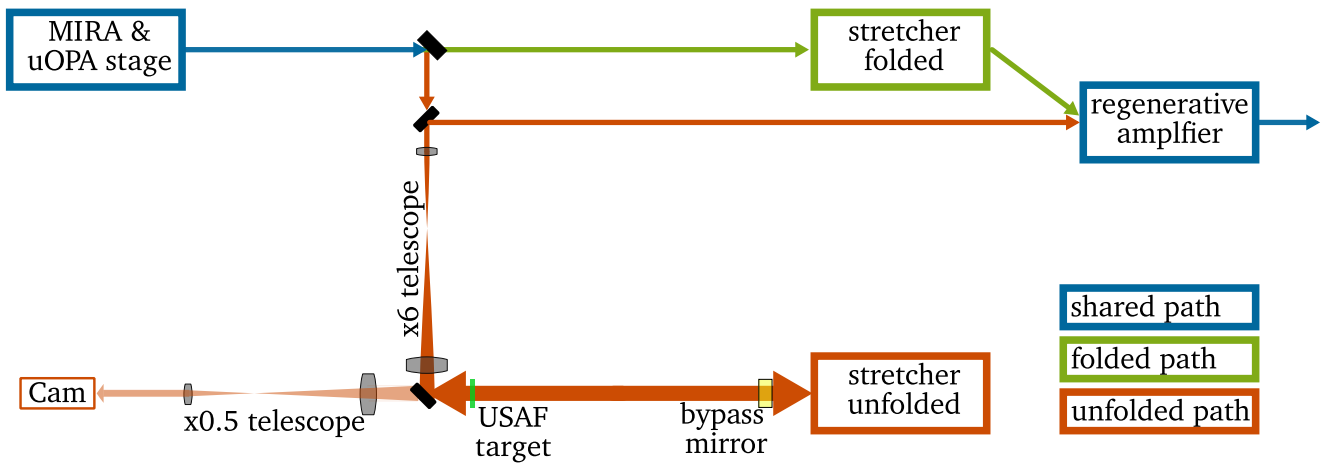 MIRA &
uOPA stage
stretcher
folded
regenerative
amplfier
x6 telescope
Cam
x0.5 telescope
USAF
target
bypass
mirror
stretcher
unfolded
shared path
folded path
unfolded path